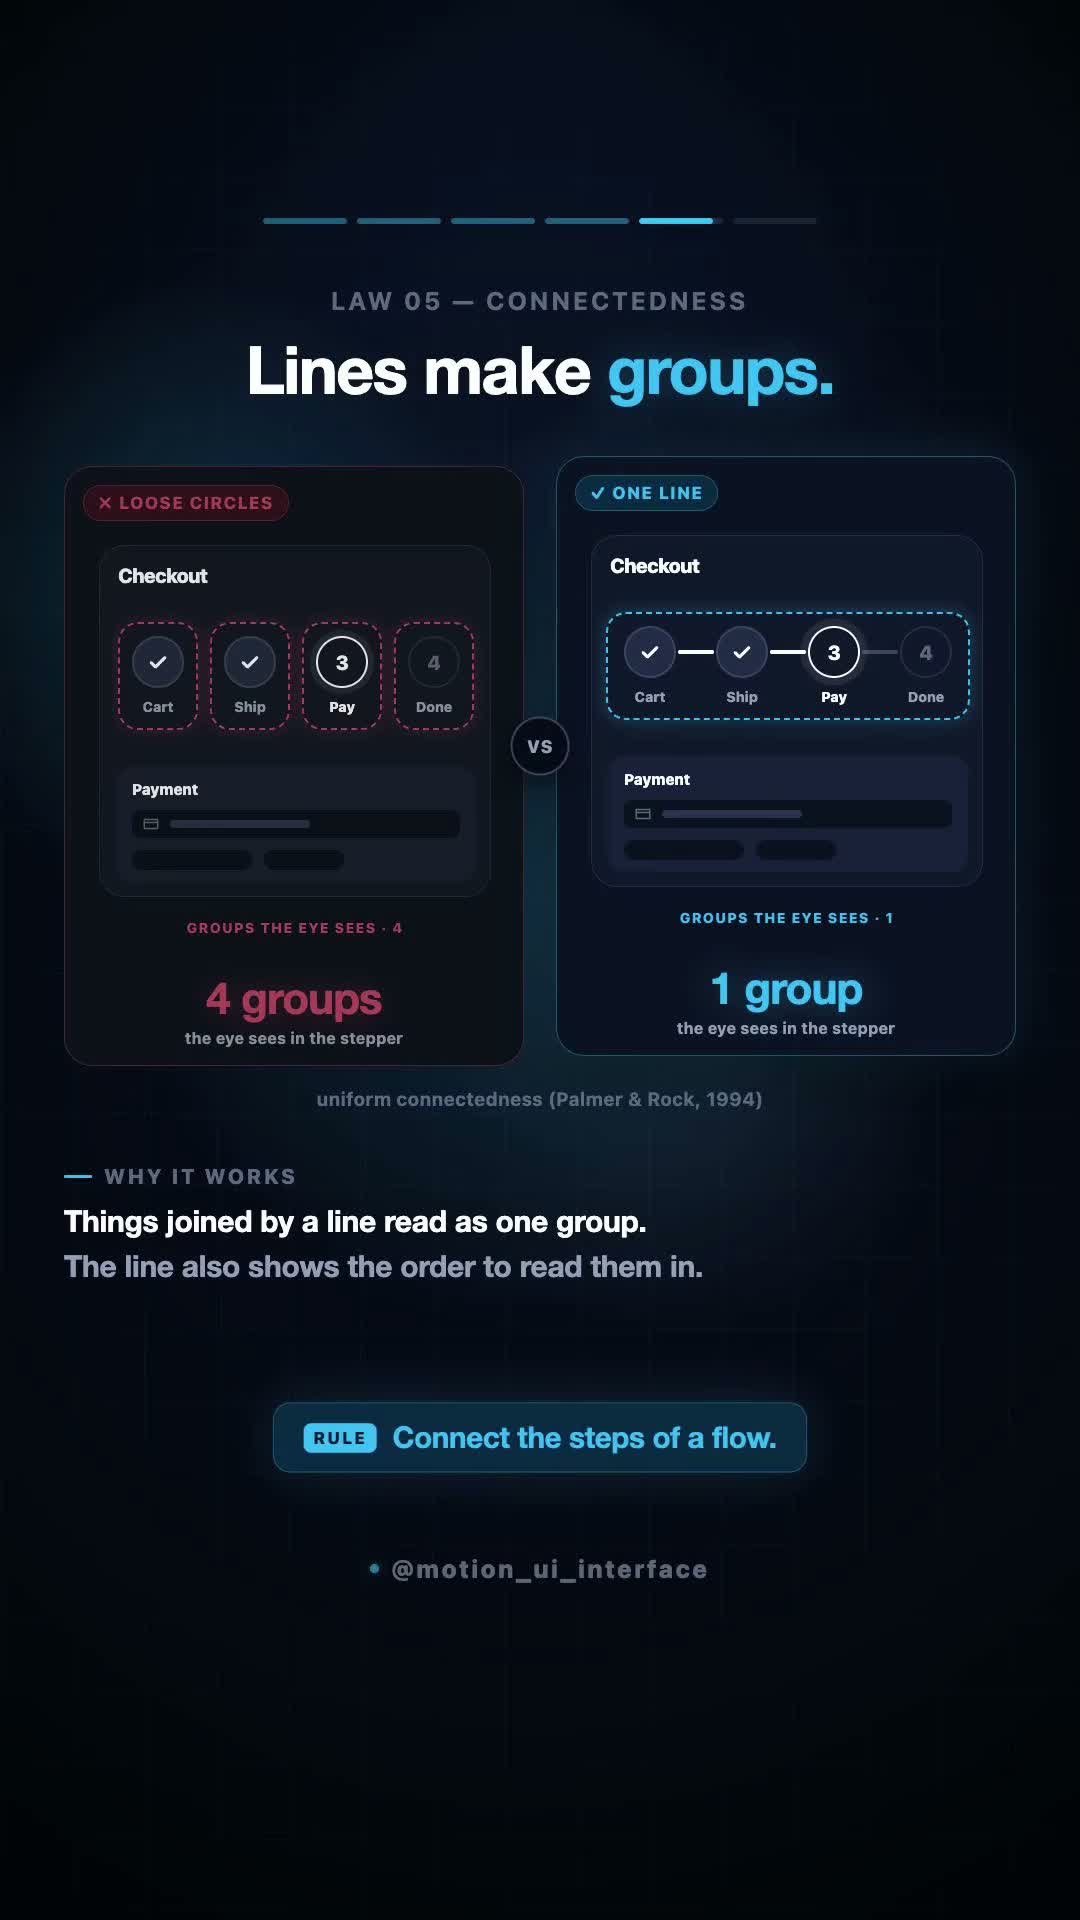 LAW 05 — CONNECTEDNESS
Lines make groups.
LOOSE CIRCLES
Checkout
3
4
Cart
Ship
Pay
Done
Payment
GROUPS THE EYE SEES · 4
4 groups
the eye sees in the stepper
VS
ONE LINE
Checkout
3
4
Cart
Ship
Pay
Done
Payment
GROUPS THE EYE SEES · 1
1 group
the eye sees in the stepper
uniform connectedness (Palmer & Rock, 1994)
WHY IT WORKS
Things joined by a line read as one group.
The line also shows the order to read them in.
RULE Connect the steps of a flow.
@motion_ui_interface